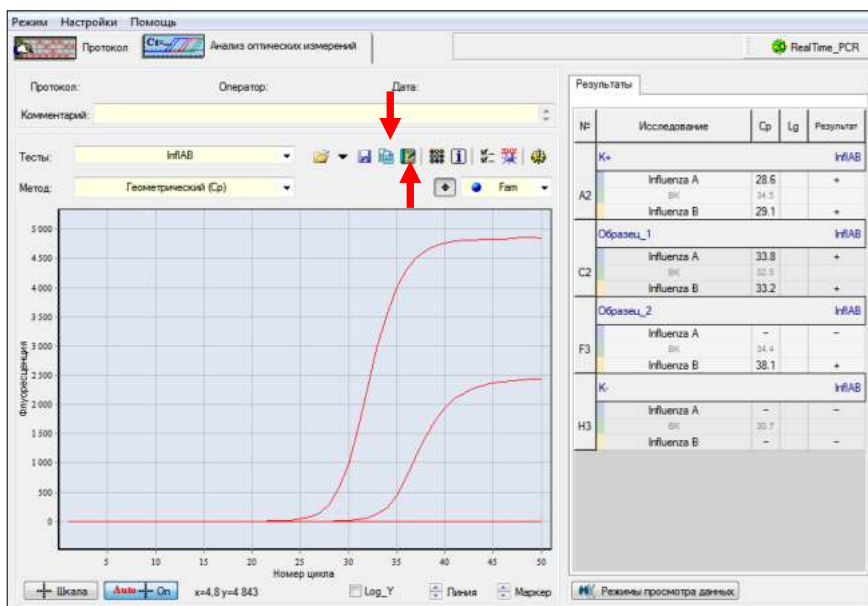 Режим Настройки Помощь
Протокол Ct=... Анализ оптических измерений RealTime_PCR
Протокол: Оператор: Дата:
Комментарий:
Тесты: InflAB
Метод: Геометрический (Cp) Fam
Флуоресценция
5 000
4 500
4 000
3 500
3 000
2 500
2 000
1 500
1 000
500
0
5 10 15 20 25 30 35 40 45 50
Номер цикла
Шкала Auto On x=4,8 y=4 843 Log_Y Линия Маркер
Результаты
№ Исследование Cp Lg Результат
K+ InflAB
A2
Influenza A 28.6 +
ВК 34.5
Influenza B 29.1 +
Образец_1 InflAB
C2
Influenza A 33.8 +
ВК 32.5
Influenza B 33.2 +
Образец_2 InflAB
F3
Influenza A – –
ВК 34.4
Influenza B 38.1 +
K- InflAB
H3
Influenza A – –
ВК 30.7
Influenza B – –
Режимы просмотра данных